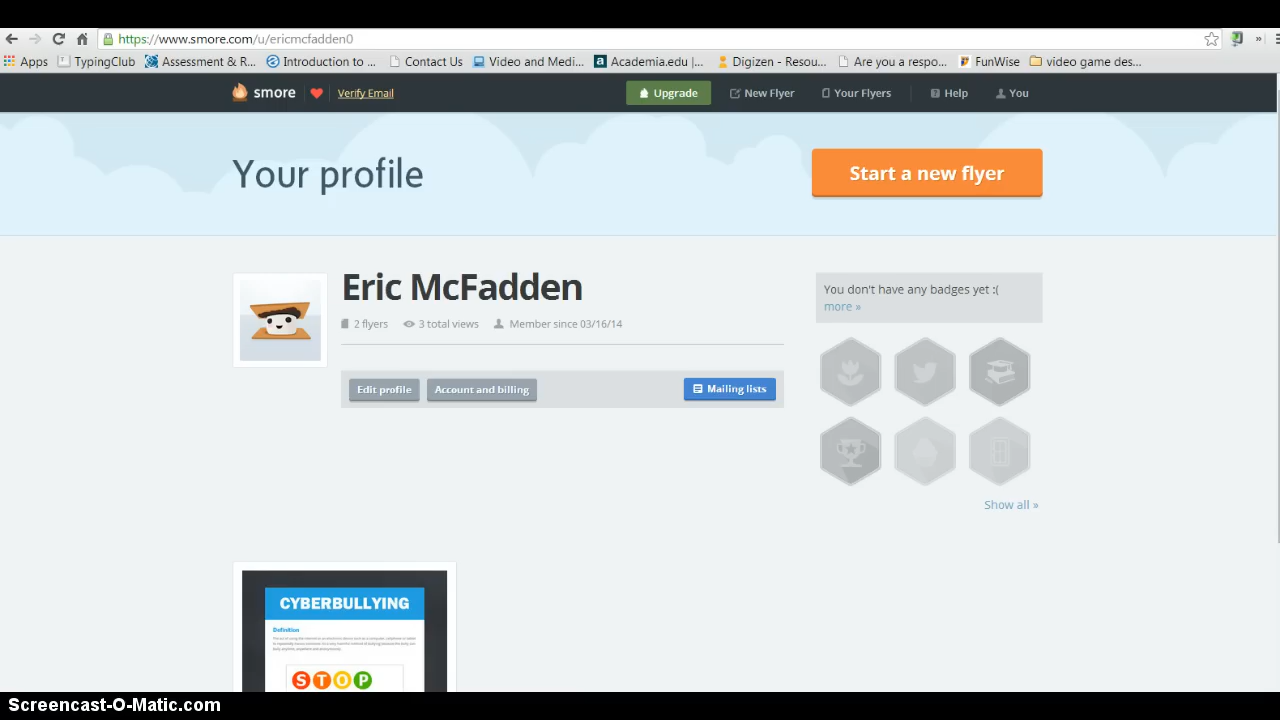 https://www.smore.com/u/ericmcfadden0
Apps TypingClub Assessment & R... Introduction to ... Contact Us Video and Medi... Academia.edu |... Digizen - Resou... Are you a respo... FunWise video game des...
smore Verify Email Upgrade New Flyer Your Flyers Help You
Your profile
Start a new flyer
Eric McFadden
2 flyers 3 total views Member since 03/16/14
You don't have any badges yet :(
more »
Edit profile Account and billing Mailing lists
Show all »
CYBERBULLYING
Definition
STOP
Screencast-O-Matic.com